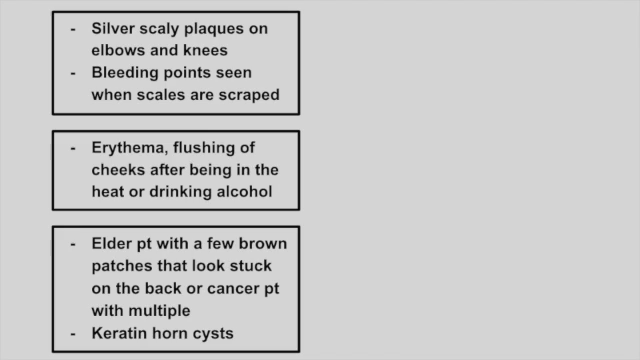 - Silver scaly plaques on
elbows and knees
- Bleeding points seen
when scales are scraped
- Erythema, flushing of
cheeks after being in the
heat or drinking alcohol
- Elder pt with a few brown
patches that look stuck
on the back or cancer pt
with multiple
- Keratin horn cysts